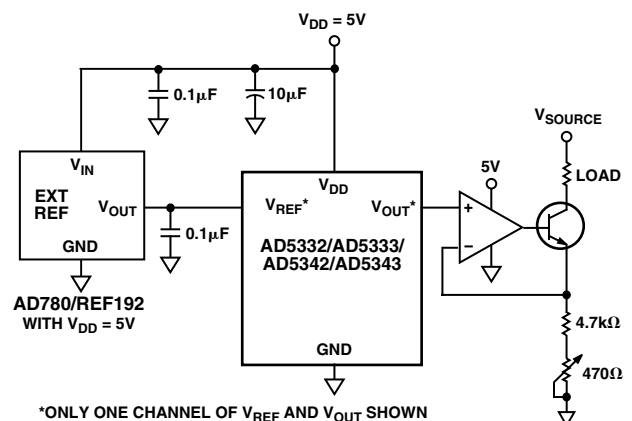 V_DD = 5V
0.1µF
10µF
V_SOURCE
LOAD
V_IN
EXT
REF
V_OUT
GND
0.1µF
V_DD
V_REF*
V_OUT*
AD5332/AD5333/
AD5342/AD5343
GND
5V
+
−
4.7kΩ
470Ω
AD780/REF192
WITH V_DD = 5V
*ONLY ONE CHANNEL OF V_REF AND V_OUT SHOWN